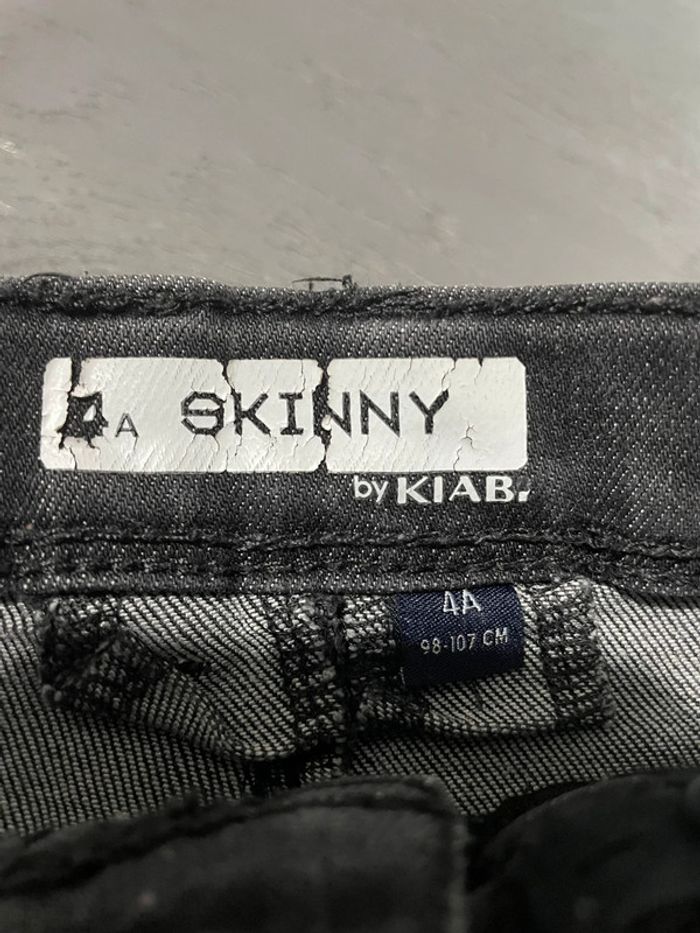 4A SKINNY
by KIABI
4A
98-107 CM